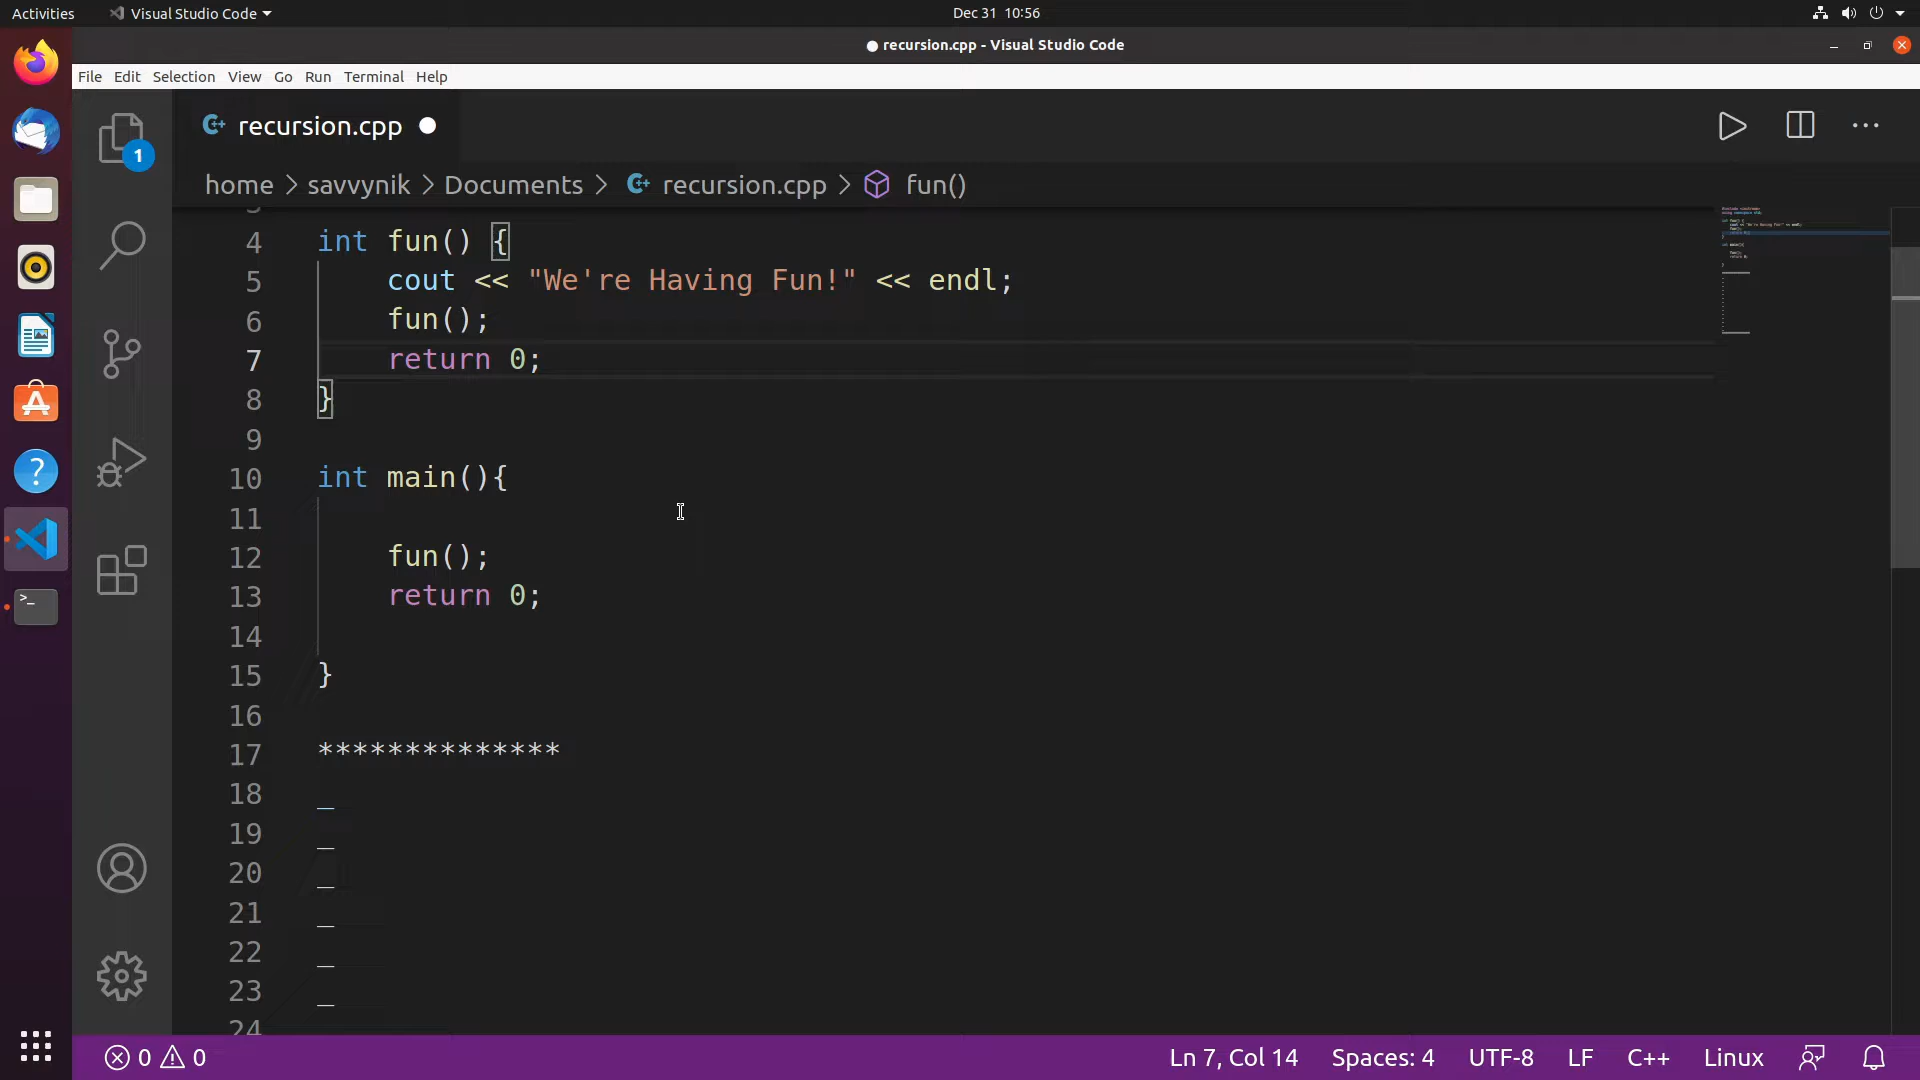 Activities Visual Studio Code Dec 31 10:56
● recursion.cpp - Visual Studio Code
File Edit Selection View Go Run Terminal Help
recursion.cpp
1
home > savvynik > Documents > recursion.cpp > fun()
4 int fun() {
5 cout << "We're Having Fun!" << endl;
6 fun();
7 return 0;
8 }
9
10 int main(){
11
12 fun();
13 return 0;
14
15 }
16
17 **************
18 _
19 _
20 _
21 _
22 _
23 _
24
0 0 Ln 7, Col 14 Spaces: 4 UTF-8 LF C++ Linux